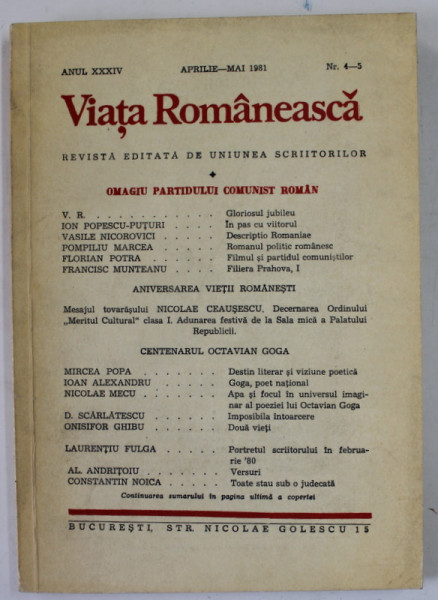 ANUL XXXIV APRILIE—MAI 1981 Nr. 4—5
Viața Românească
REVISTĂ EDITATĂ DE UNIUNEA SCRIITORILOR
OMAGIU PARTIDULUI COMUNIST ROMÂN
V. R. . . . . . . . . . . . Gloriosul jubileu
ION POPESCU-PUȚURI . . . . În pas cu viitorul
VASILE NICOROVICI . . . . . Descriptio Romaniae
POMPILIU MARCEA . . . . Romanul politic românesc
FLORIAN POTRA . . . . . Filmul și partidul comuniștilor
FRANCISC MUNTEANU . . . . Filiera Prahova, I
ANIVERSAREA VIEȚII ROMÂNEȘTI
Mesajul tovarășului NICOLAE CEAUȘESCU, Decernarea Ordinului
„Meritul Cultural" clasa I. Adunarea festivă de la Sala mică a Palatului
Republicii.
CENTENARUL OCTAVIAN GOGA
MIRCEA POPA . . . . . . . Destin literar și viziune poetică
IOAN ALEXANDRU . . . . . Goga, poet național
NICOLAE MECU . . . . . . Apa și focul în universul imagi-
nar al poeziei lui Octavian Goga
D. SCĂRLĂTESCU . . . . . Imposibila întoarcere
ONISIFOR GHIBU . . . . . Două vieți
LAURENȚIU FULGA . . . . . Portretul scriitorului în februa-
rie '80
AL. ANDRIȚOIU . . . . . . Versuri
CONSTANTIN NOICA . . . . . Toate stau sub o judecată
Continuarea sumarului în pagina ultimă a copertei
BUCUREȘTI, STR. NICOLAE GOLESCU 15